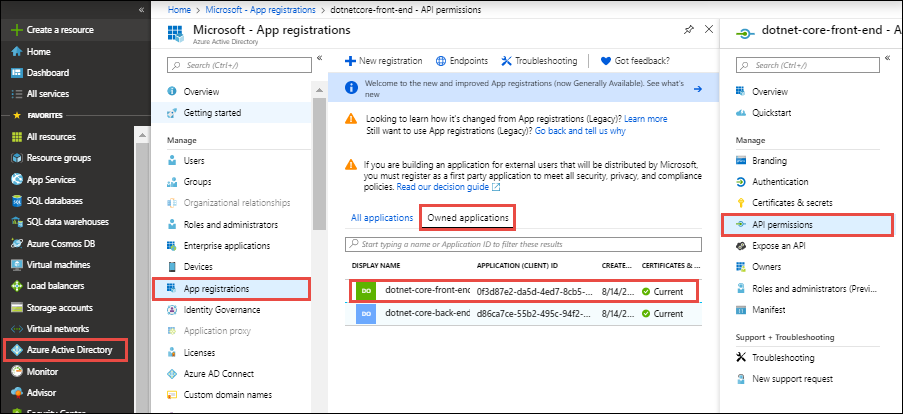 Create a resource
Home
Dashboard
All services
FAVORITES
All resources
Resource groups
App Services
SQL databases
SQL data warehouses
Azure Cosmos DB
Virtual machines
Load balancers
Storage accounts
Virtual networks
Azure Active Directory
Monitor
Advisor
Security Center
Home > Microsoft - App registrations > dotnetcore-front-end - API permissions
Microsoft - App registrations
Azure Active Directory
Search (Ctrl+/)
Overview
Getting started
Manage
Users
Groups
Organizational relationships
Roles and administrators
Enterprise applications
Devices
App registrations
Identity Governance
Application proxy
Licenses
Azure AD Connect
Custom domain names
New registration Endpoints Troubleshooting Got feedback?
Welcome to the new and improved App registrations (now Generally Available). See what's
new
Looking to learn how it's changed from App registrations (Legacy)? Learn more
Still want to use App registrations (Legacy)? Go back and tell us why
If you are building an application for external users that will be distributed by Microsoft,
you must register as a first party application to meet all security, privacy, and compliance
policies. Read our decision guide
All applications Owned applications
Start typing a name or Application ID to filter these results
DISPLAY NAME APPLICATION (CLIENT) ID CREATE... CERTIFICATES & ...
DO dotnet-core-front-end 0f3d87e2-da5d-4ed7-8cb5-... 8/14/2... Current
DO dotnet-core-back-end d86ca7ce-55b2-495c-94f2-... 8/14/2... Current
dotnet-core-front-end - A
Search (Ctrl+/)
Overview
Quickstart
Manage
Branding
Authentication
Certificates & secrets
API permissions
Expose an API
Owners
Roles and administrators (Previ...
Manifest
Support + Troubleshooting
Troubleshooting
New support request